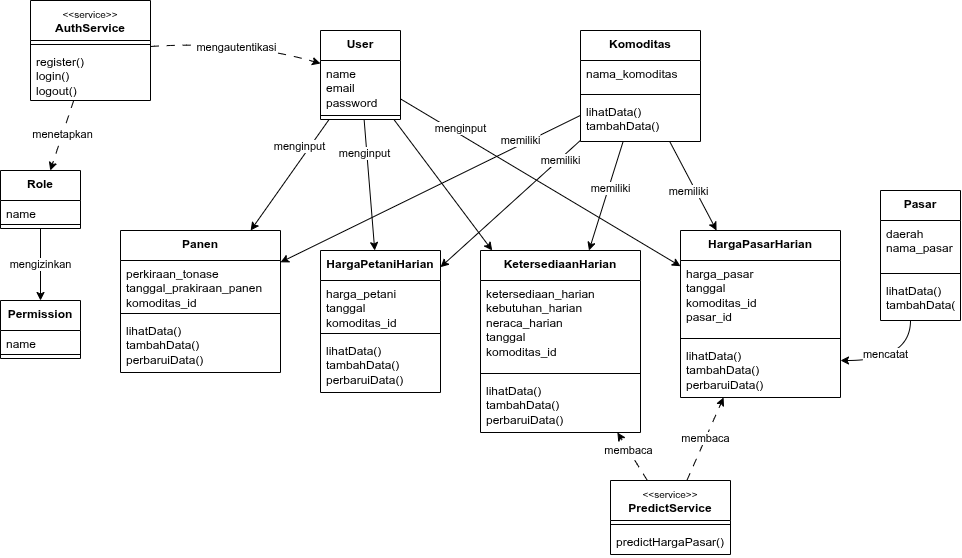 <<service>>
AuthService
register()
login()
logout()
mengautentikasi
User
name
email
password
Komoditas
nama_komoditas
lihatData()
tambahData()
menetapkan
menginput
menginput
menginput
memiliki
memiliki
memiliki
memiliki
Role
name
mengizinkan
Permission
name
Panen
perkiraan_tonase
tanggal_prakiraan_panen
komoditas_id
lihatData()
tambahData()
perbaruiData()
HargaPetaniHarian
harga_petani
tanggal
komoditas_id
lihatData()
tambahData()
perbaruiData()
KetersediaanHarian
ketersediaan_harian
kebutuhan_harian
neraca_harian
tanggal
komoditas_id
lihatData()
tambahData()
perbaruiData()
HargaPasarHarian
harga_pasar
tanggal
komoditas_id
pasar_id
lihatData()
tambahData()
perbaruiData()
Pasar
daerah
nama_pasar
lihatData()
tambahData(
mencatat
membaca
membaca
<<service>>
PredictService
predictHargaPasar()